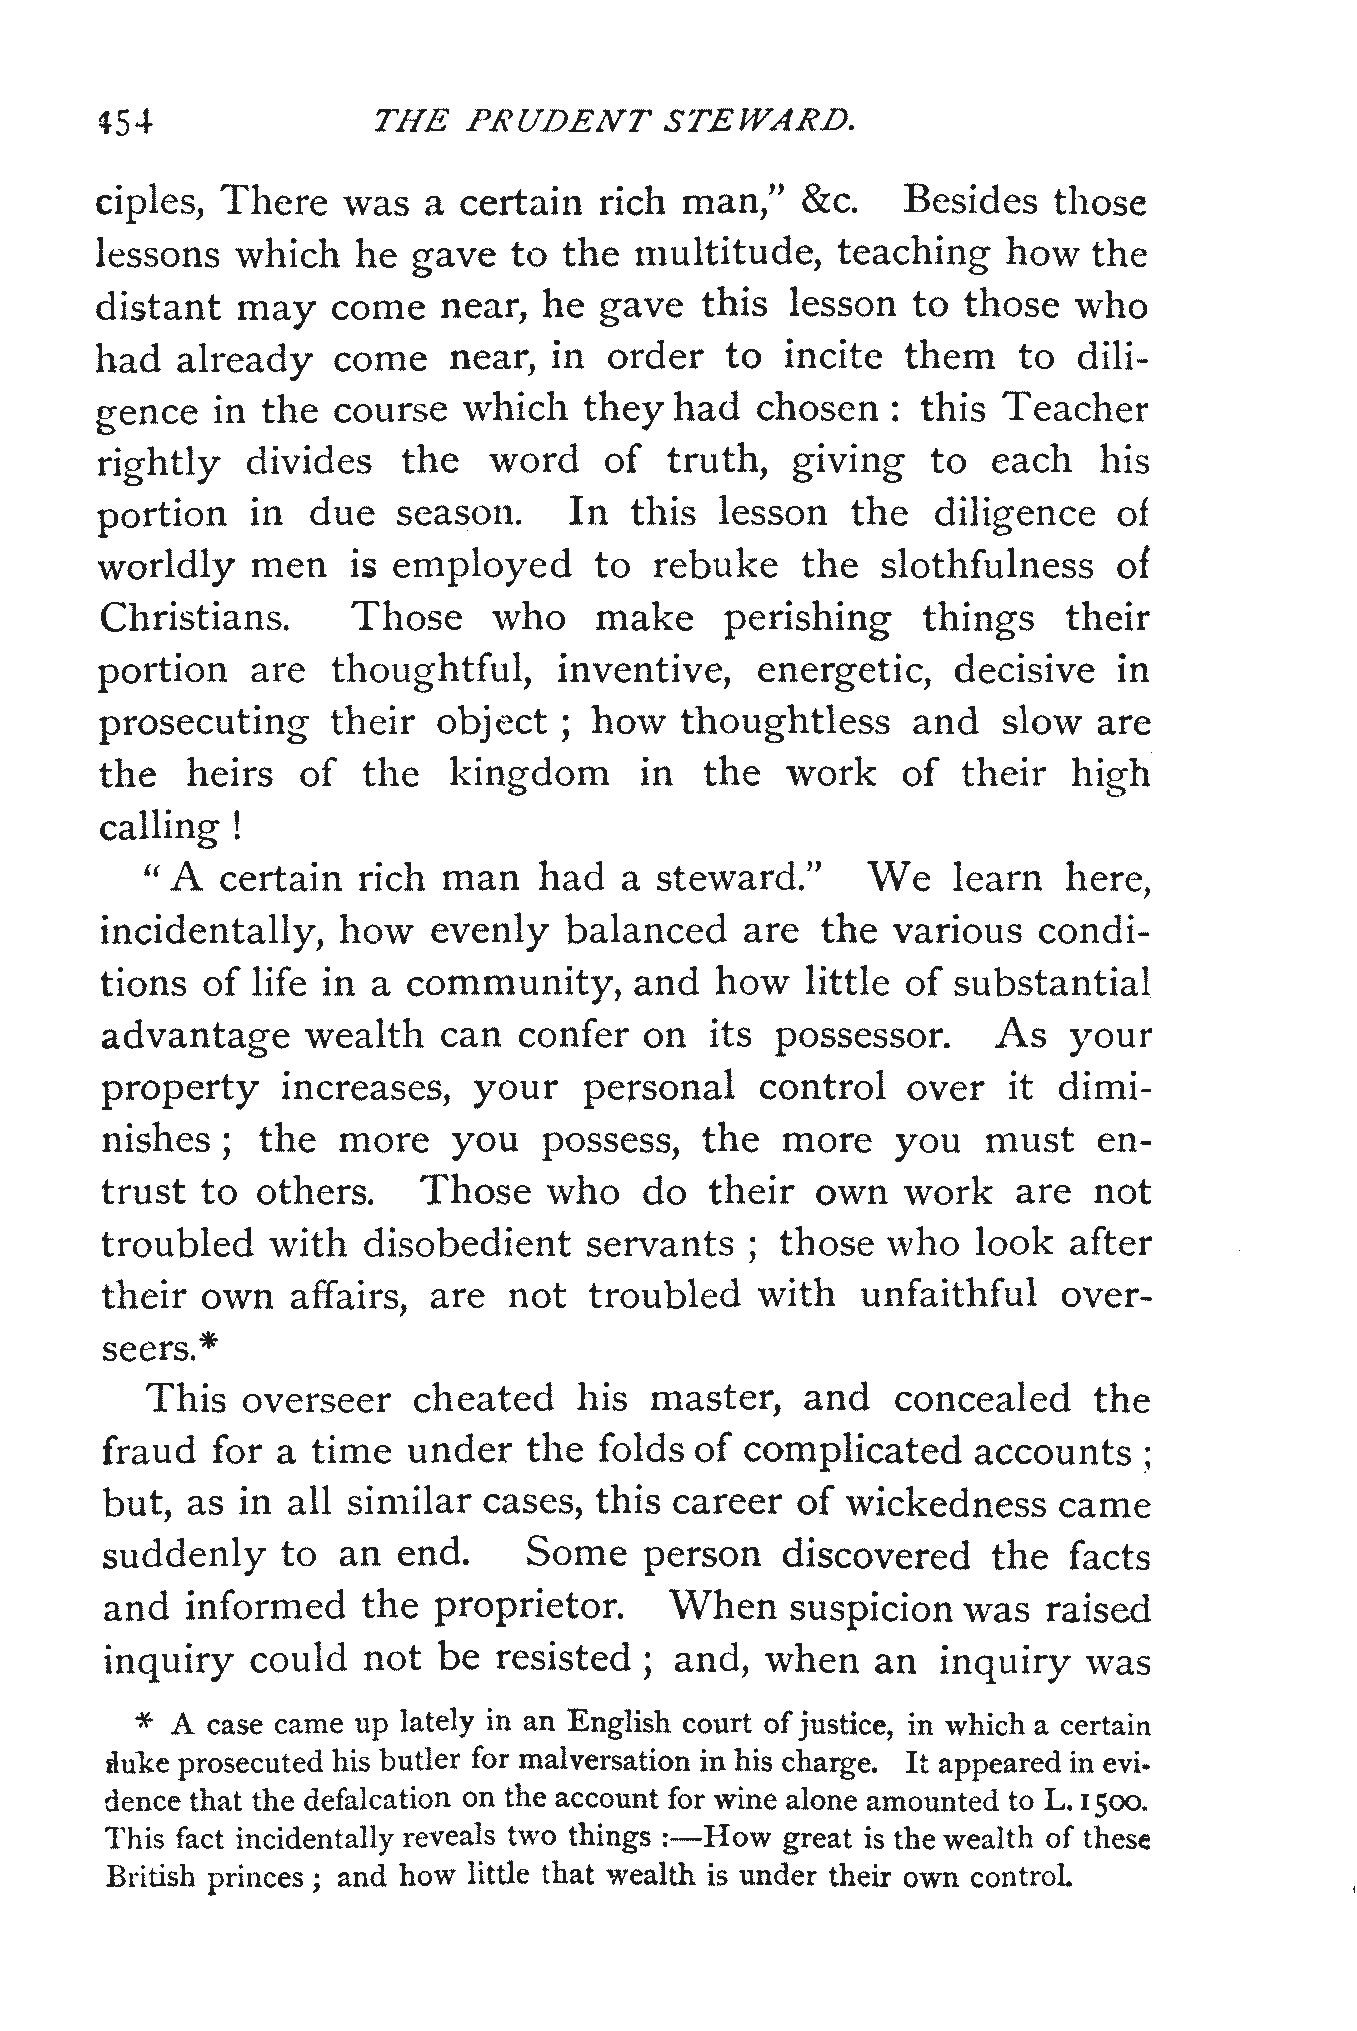 454 THE PRUDENT STEWARD.
ciples, There was a certain rich man,” &c. Besides those
lessons which he gave to the multitude, teaching how the
distant may come near, he gave this lesson to those who
had already come near, in order to incite them to dili-
gence in the course which they had chosen : this Teacher
rightly divides the word of truth, giving to each his
portion in due season. In this lesson the diligence of
worldly men is employed to rebuke the slothfulness of
Christians. Those who make perishing things their
portion are thoughtful, inventive, energetic, decisive in
prosecuting their object ; how thoughtless and slow are
the heirs of the kingdom in the work of their high
calling !
“ A certain rich man had a steward.” We learn here,
incidentally, how evenly balanced are the various condi-
tions of life in a community, and how little of substantial
advantage wealth can confer on its possessor. As your
property increases, your personal control over it dimi-
nishes ; the more you possess, the more you must en-
trust to others. Those who do their own work are not
troubled with disobedient servants ; those who look after
their own affairs, are not troubled with unfaithful over-
seers.*
This overseer cheated his master, and concealed the
fraud for a time under the folds of complicated accounts ;
but, as in all similar cases, this career of wickedness came
suddenly to an end. Some person discovered the facts
and informed the proprietor. When suspicion was raised
inquiry could not be resisted ; and, when an inquiry was
* A case came up lately in an English court of justice, in which a certain
duke prosecuted his butler for malversation in his charge. It appeared in evi-
dence that the defalcation on the account for wine alone amounted to L. 1500.
This fact incidentally reveals two things :—How great is the wealth of these
British princes ; and how little that wealth is under their own control.